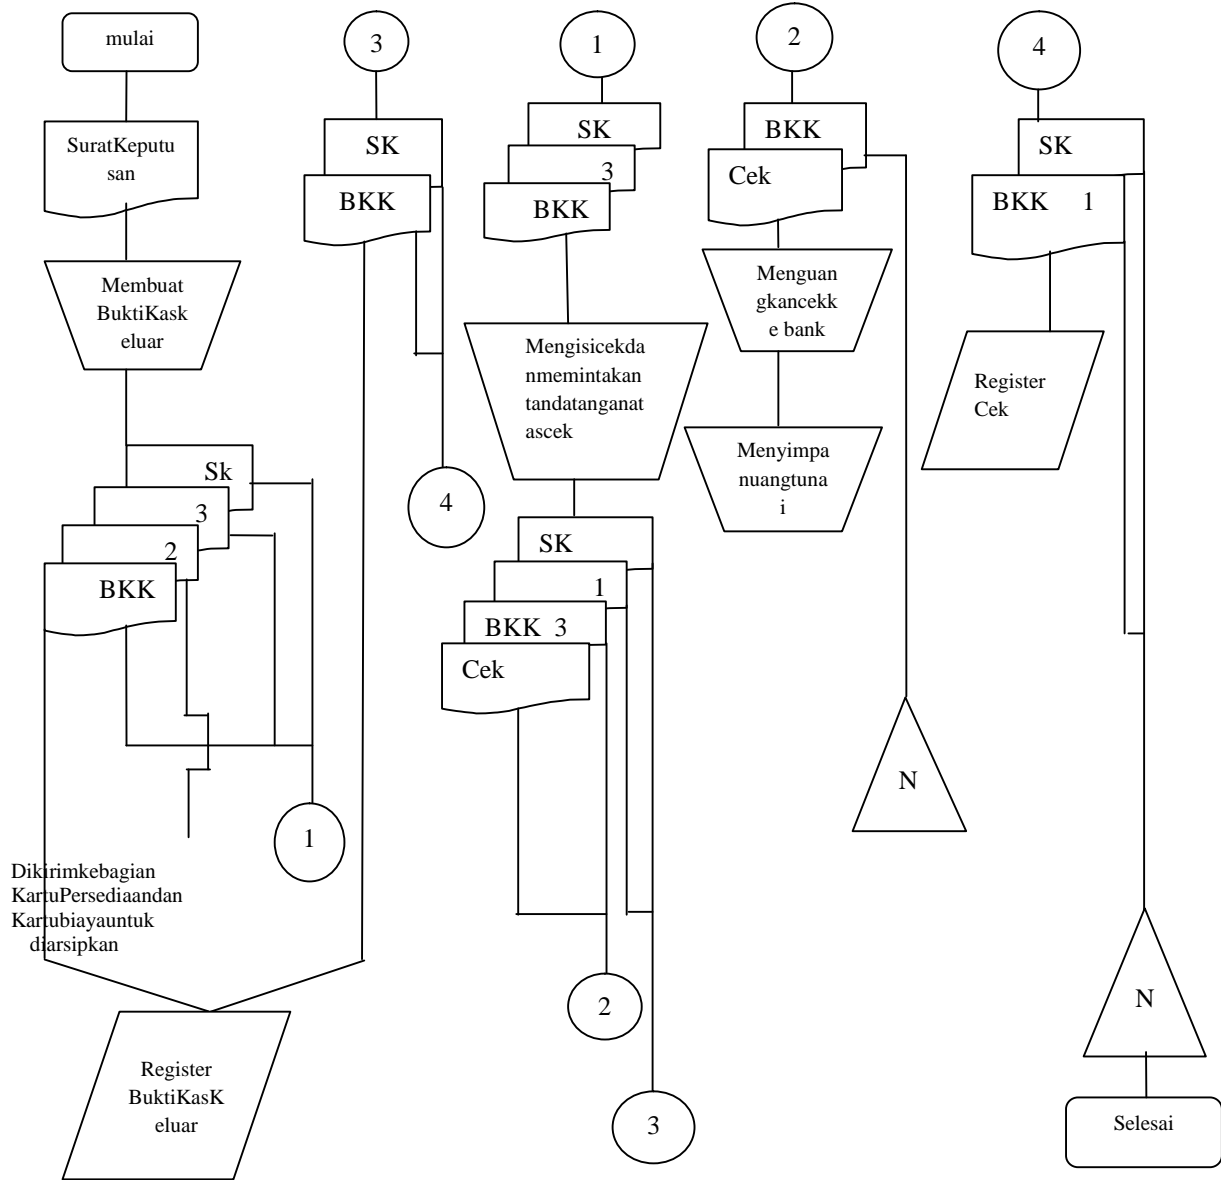 mulai
SuratKeputu
san
Membuat
BuktiKask
eluar
Sk
3
2
BKK
1
Dikirimkebagian
KartuPersediaandan
Kartubiayauntuk
diarsipkan
Register
BuktiKasK
eluar
3
SK
BKK
4
1
SK
3
BKK
Mengisicekda
nmemintakan
tandatanganat
ascek
SK
1
BKK 3
Cek
2
3
2
BKK
Cek
Menguan
gkancekk
e bank
Menyimpa
nuangtuna
i
N
4
SK
BKK 1
Register
Cek
N
Selesai